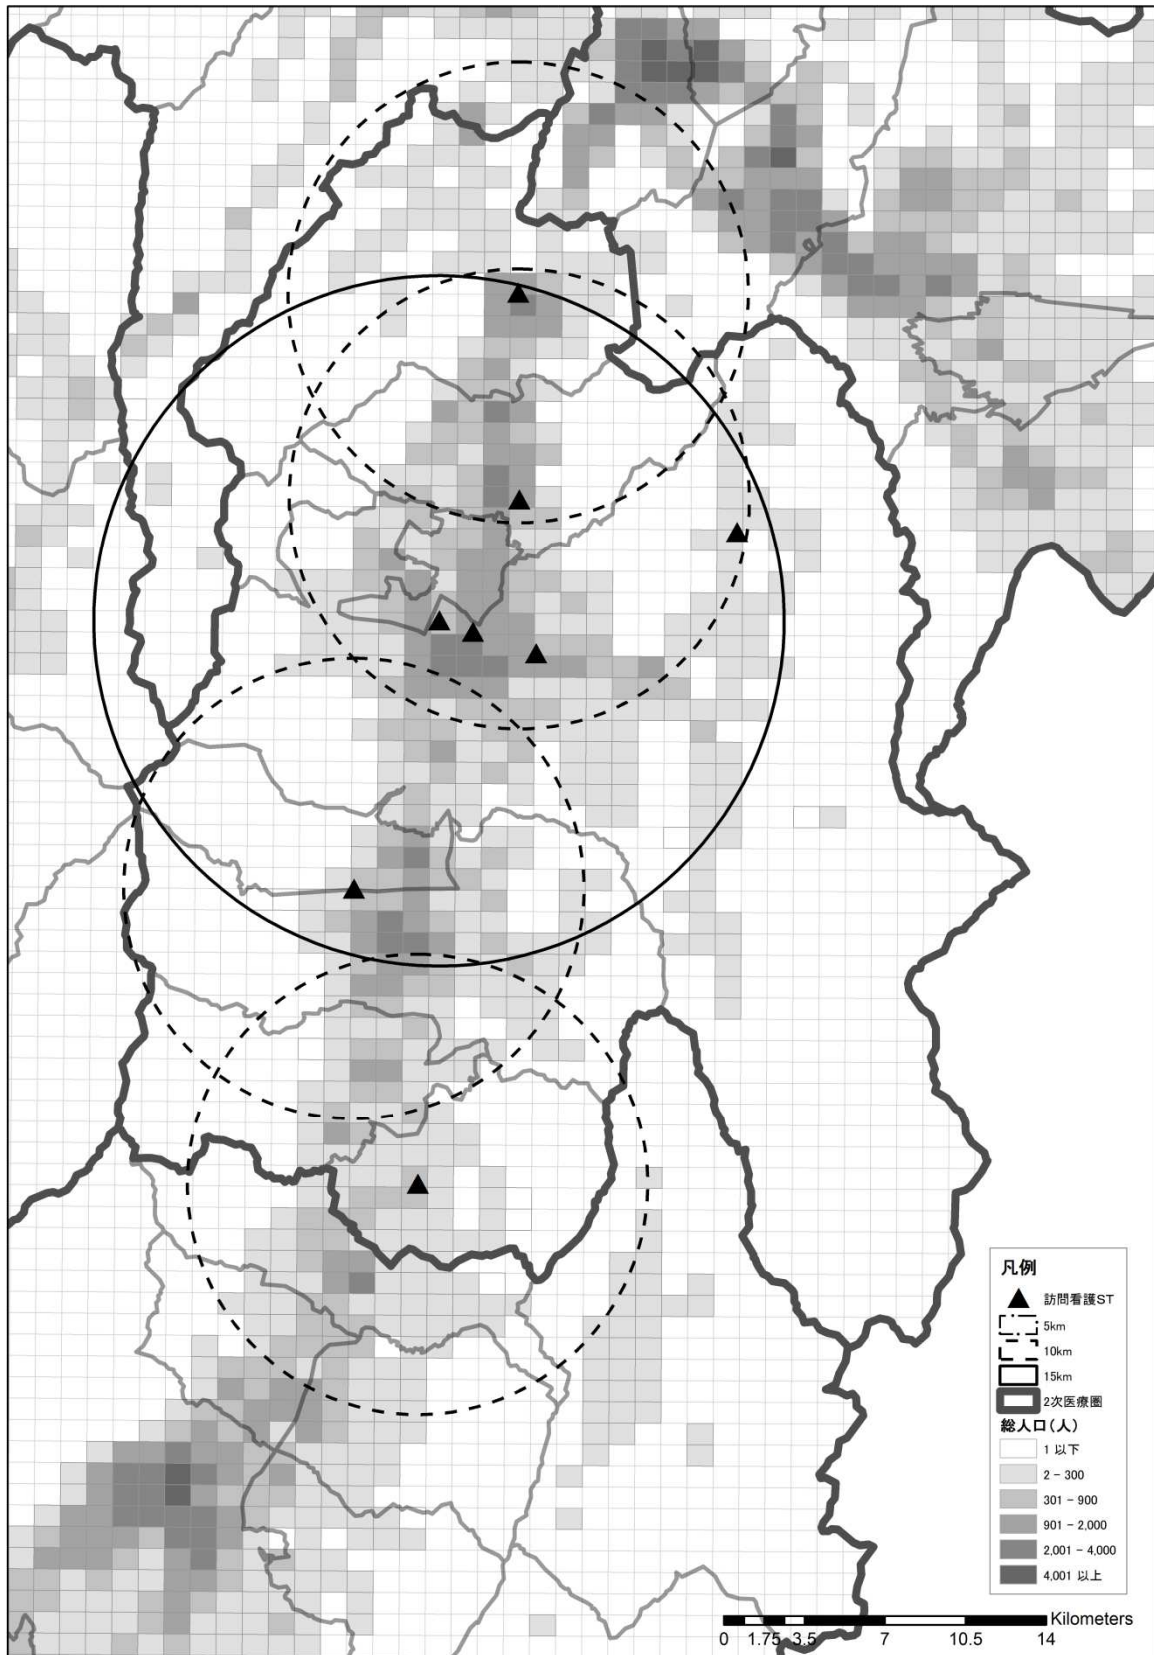 凡例
訪問看護ST
5km
10km
15km
2次医療圏
総人口(人)
1 以下
2 - 300
301 - 900
901 - 2,000
2,001 - 4,000
4,001 以上
Kilometers
0 1.75 3.5 7 10.5 14